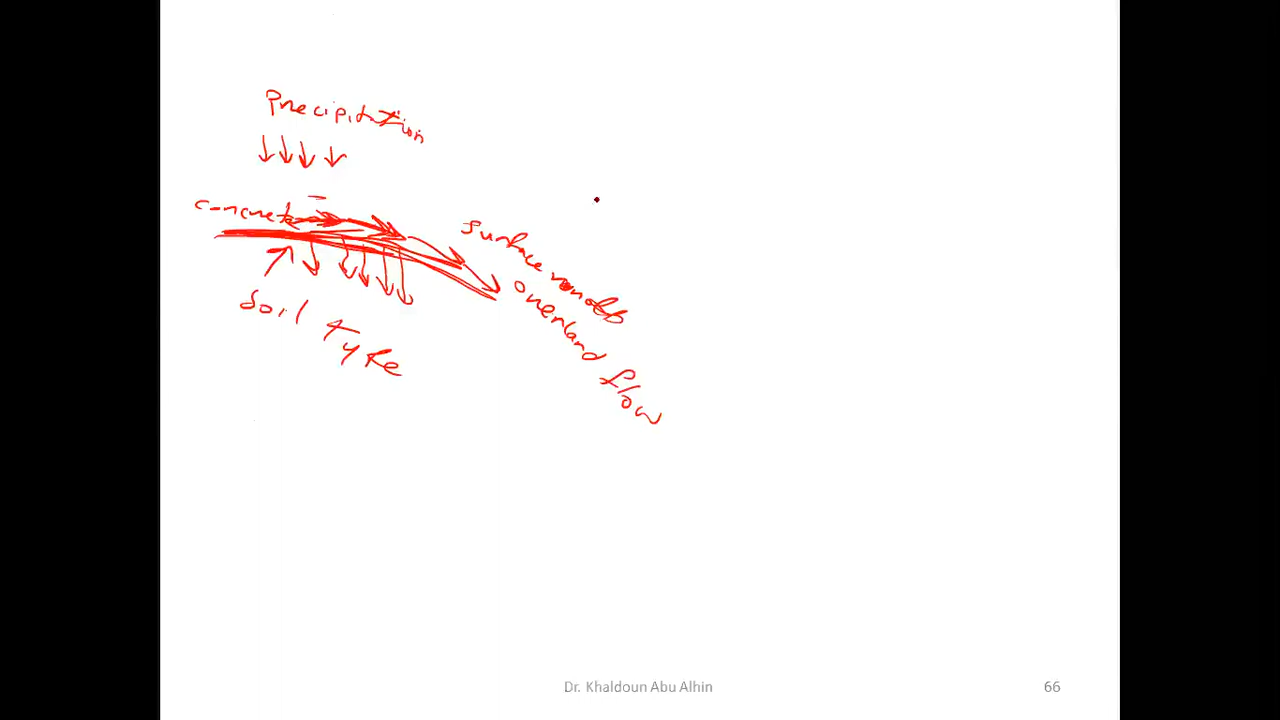 Precipitation
concrete
surface runoff
overland flow
Soil type
Dr. Khaldoun Abu Alhin
66